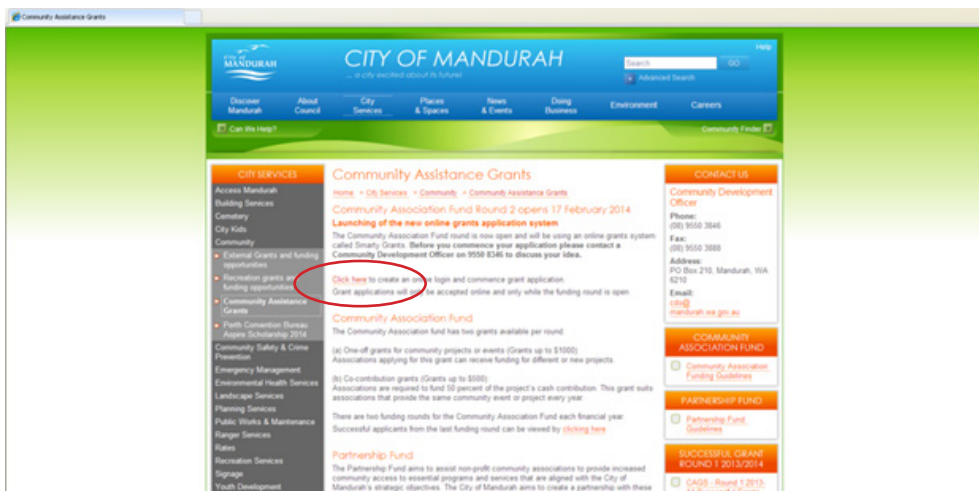 Community Assistance Grants
CITY OF
MANDURAH
CITY OF MANDURAH
... a city excited about its future!
Help
Search
GO
Advanced Search
Discover Mandurah
About Council
City Services
Places & Spaces
News & Events
Doing Business
Environment
Careers
Can We Help?
Community Finder
CITY SERVICES
Access Mandurah
Building Services
Cemetery
City Kids
Community
External Grants and funding
opportunities
Recreation grants and
funding opportunities
Community Assistance
Grants
Perth Convention Bureau
Aspire Scholarship 2014
Community Safety & Crime
Prevention
Emergency Management
Environmental Health Services
Landscape Services
Planning Services
Public Works & Maintenance
Ranger Services
Rates
Recreation Services
Signage
Youth Development
Community Assistance Grants
Home » City Services » Community » Community Assistance Grants
Community Association Fund Round 2 opens 17 February 2014
Launching of the new online grants application system
The Community Association Fund round is now open and will be using an online grants system
called Smarty Grants. Before you commence your application please contact a
Community Development Officer on 9550 8346 to discuss your idea.
Click here to create an online login and commence grant application.
Grant applications will only be accepted online and only while the funding round is open.
Community Association Fund
The Community Association fund has two grants available per round.
(a) One-off grants for community projects or events (Grants up to $1000)
Associations applying for this grant can receive funding for different or new projects.
(b) Co-contribution grants (Grants up to $500)
Associations are required to fund 50 percent of the project's cash contribution. This grant suits
associations that provide the same community event or project every year.
There are two funding rounds for the Community Association Fund each financial year.
Successful applicants from the last funding round can be viewed by clicking here.
Partnership Fund
The Partnership Fund aims to assist non-profit community associations to provide increased
community access to essential programs and services that are aligned with the City of
Mandurah's strategic objectives. The City of Mandurah aims to create a partnership with these
CONTACT US
Community Development
Officer
Phone:
(08) 9550 3846
Fax:
(08) 9550 3888
Address:
PO Box 210, Mandurah, WA
6210
Email:
cdo@
mandurah.wa.gov.au
COMMUNITY
ASSOCIATION FUND
Community Association
Funding Guidelines
PARTNERSHIP FUND
Partnership Fund
Guidelines
SUCCESSFUL GRANT
ROUND 1 2013/2014
CAGS - Round 1 2013-